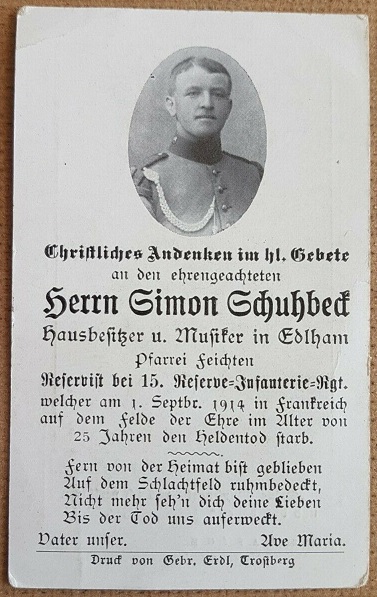 Christliches Andenken im hl. Gebete
an den ehrengeachteten
Herrn Simon Schuhbeck
Hausbesitzer u. Musiker in Edlham
Pfarrei Feichten
Reservist bei 15. Reserve-Infanterie-Rgt.
welcher am 1. Septbr. 1914 in Frankreich
auf dem Felde der Ehre im Alter von
25 Jahren den Heldentod starb.
Fern von der Heimat bist geblieben
Auf dem Schlachtfeld ruhmbedeckt,
Nicht mehr seh'n dich deine Lieben
Bis der Tod uns auferweckt.
Vater unser. Ave Maria.
Druck von Gebr. Erdl, Trostberg